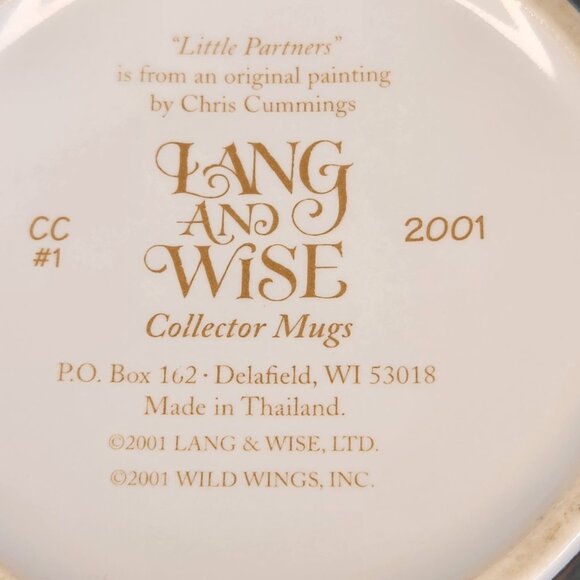 "Little Partners"
is from an original painting
by Chris Cummings
LANG
AND
WISE
CC
#1
2001
Collector Mugs
P.O. Box 162 · Delafield, WI 53018
Made in Thailand.
©2001 LANG & WISE, LTD.
©2001 WILD WINGS, INC.